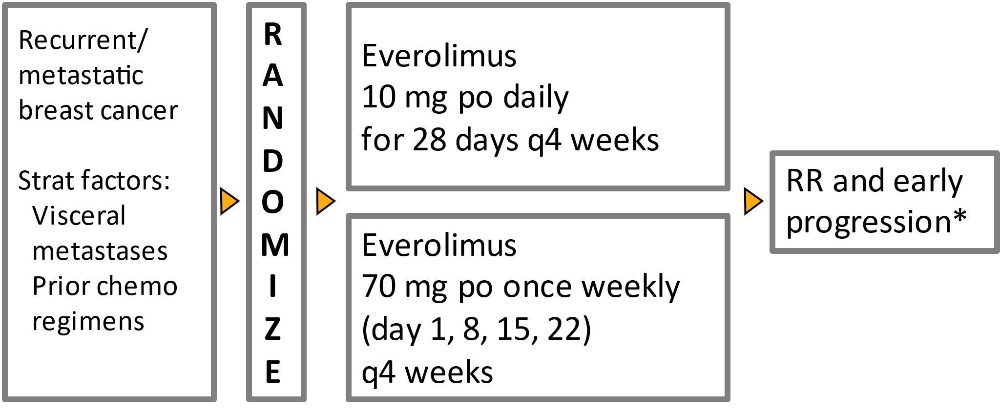 Recurrent/
metastatic
breast cancer
Strat factors:
Visceral
metastases
Prior chemo
regimens
R
A
N
D
O
M
I
Z
E
Everolimus
10 mg po daily
for 28 days q4 weeks
Everolimus
70 mg po once weekly
(day 1, 8, 15, 22)
q4 weeks
RR and early
progression*